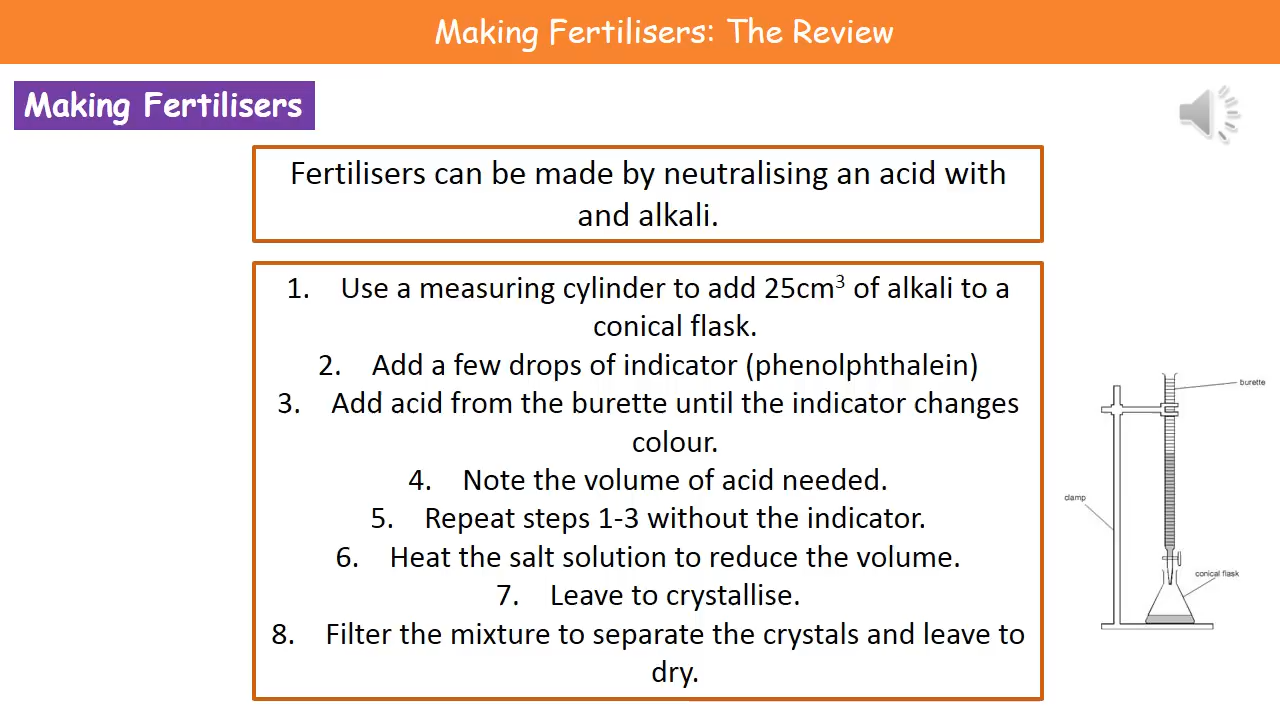 Making Fertilisers: The Review
Making Fertilisers
Fertilisers can be made by neutralising an acid with
and alkali.
1. Use a measuring cylinder to add 25cm³ of alkali to a
conical flask.
2. Add a few drops of indicator (phenolphthalein)
3. Add acid from the burette until the indicator changes
colour.
4. Note the volume of acid needed.
5. Repeat steps 1-3 without the indicator.
6. Heat the salt solution to reduce the volume.
7. Leave to crystallise.
8. Filter the mixture to separate the crystals and leave to
dry.
burette
clamp
conical flask